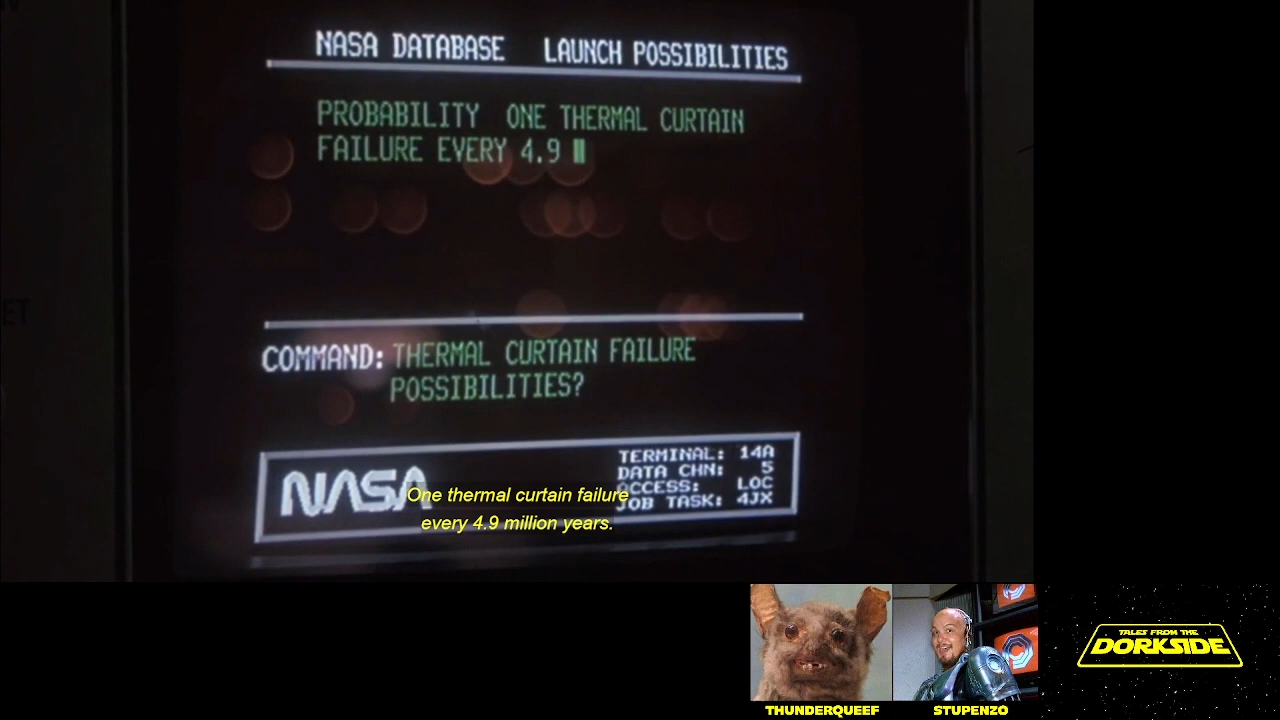 NASA DATABASE LAUNCH POSSIBILITIES
PROBABILITY ONE THERMAL CURTAIN
FAILURE EVERY 4.9
COMMAND: THERMAL CURTAIN FAILURE
POSSIBILITIES?
NASA
TERMINAL: 14A
DATA CHN: 5
ACCESS: LOC
JOB TASK: 4JX
One thermal curtain failure
every 4.9 million years.
ET
THUNDERQUEEF
STUPENZO
TALES FROM THE
DORKSIDE